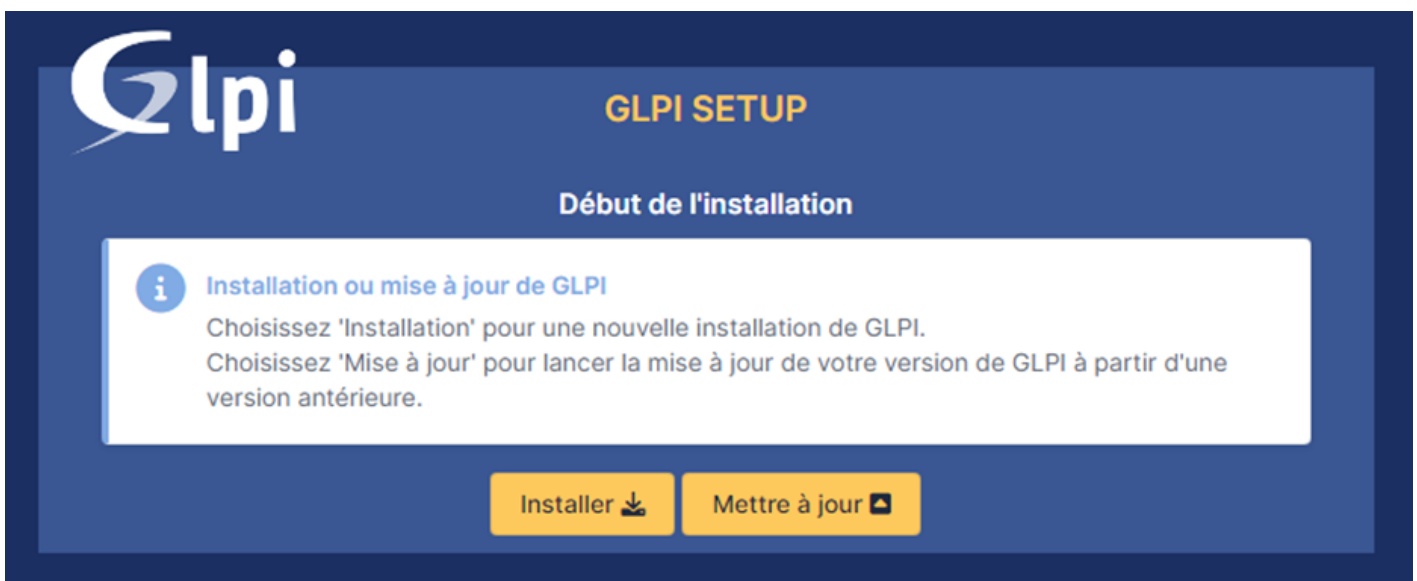 Glpi
GLPI SETUP
Début de l'installation
Installation ou mise à jour de GLPI
Choisissez 'Installation' pour une nouvelle installation de GLPI.
Choisissez 'Mise à jour' pour lancer la mise à jour de votre version de GLPI à partir d'une
version antérieure.
Installer
Mettre à jour